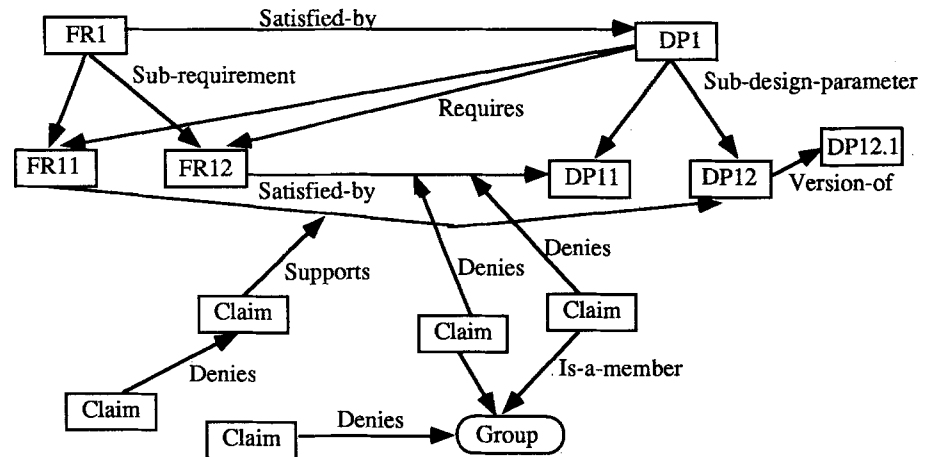 FR1
Satisfied-by
DP1
Sub-requirement
Sub-design-parameter
Requires
FR11
FR12
Satisfied-by
DP11
DP12
DP12.1
Version-of
Supports
Denies
Denies
Claim
Claim
Claim
Denies
Is-a-member
Claim
Claim
Denies
Group